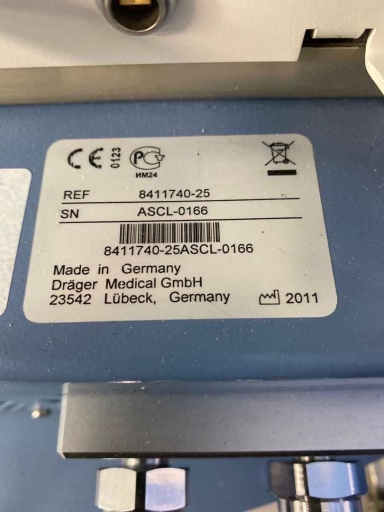 CE 0123 PG
ИМ24
REF 8411740-25
SN ASCL-0166
8411740-25ASCL-0166
Made in Germany
Dräger Medical GmbH
23542 Lübeck, Germany 2011